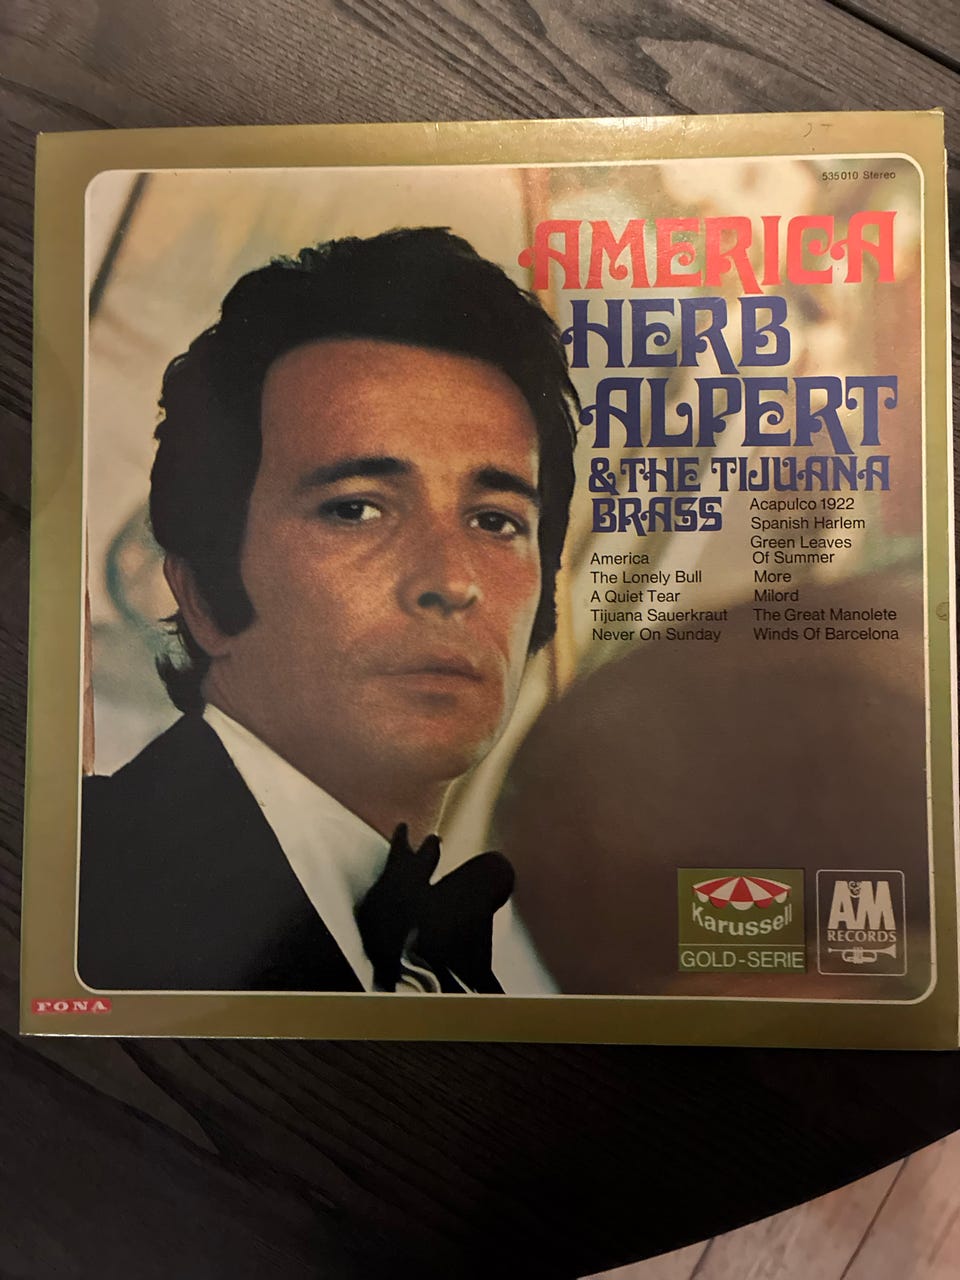 535010 Stereo
AMERICA
HERB
ALPERT
& THE TIJUANA
BRASS
America
The Lonely Bull
A Quiet Tear
Tijuana Sauerkraut
Never On Sunday
Acapulco 1922
Spanish Harlem
Green Leaves
Of Summer
More
Milord
The Great Manolete
Winds Of Barcelona
Karussell
GOLD-SERIE
A&M
RECORDS
FONA